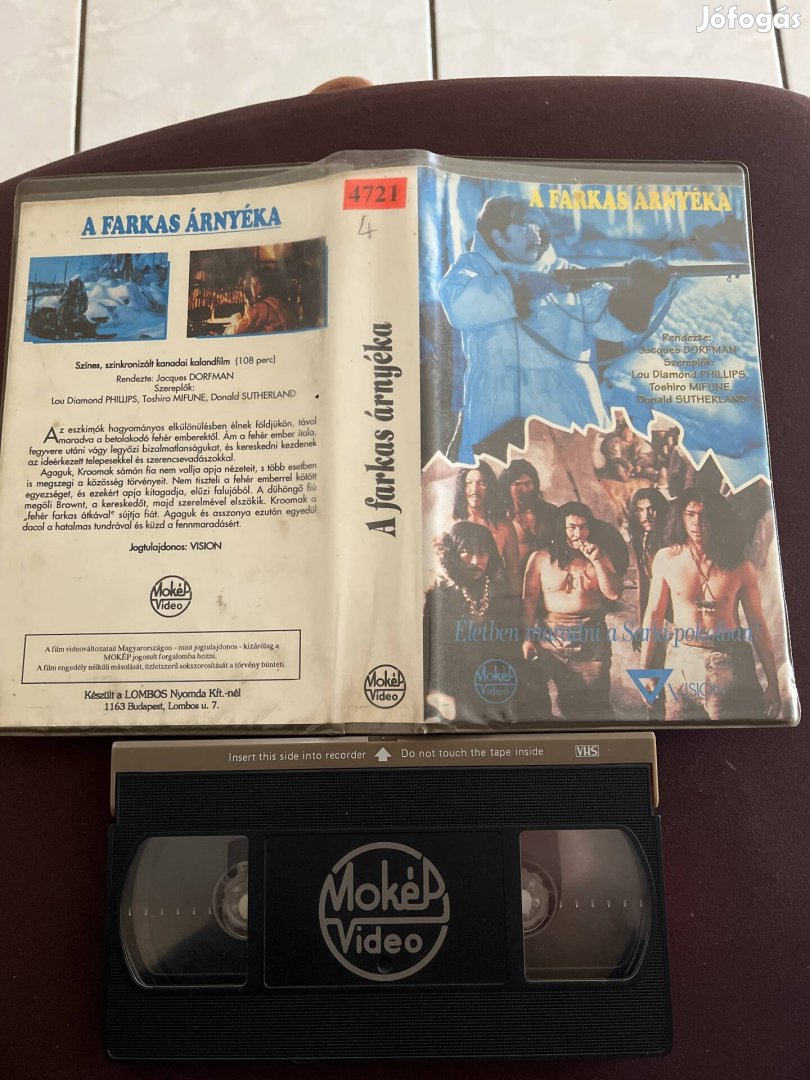 Jófogás
A FARKAS ÁRNYÉKA
Színes, szinkronizált kanadai kalandfilm (108 perc)
Rendezte: Jacques DORFMAN
Szereplők:
Lou Diamond PHILLIPS, Toshiro MIFUNE, Donald SUTHERLAND
Az eszkimók hagyományos elkülönülésben élnek földjükön, távol
maradva a betolakodó fehér emberektől. Ám a fehér ember itala,
fegyvere utáni vágy legyőzi bizalmatlanságukat, és kereskedni kezdenek
az ideérkezett telepesekkel és szerencsevadászokkal.
Agaguk, Kroomak sámán fia nem vallja apja nézeteit, s több esetben
is megszegi a közösség törvényeit. Nem tiszteli a fehér emberrel kötött
egyezséget, és ezekért apja kitagadja, elűzi falujából. A dühöngő fiú
megöli Brownt, a kereskedőt, majd szerelmével elszökik. Kroomak a
„fehér farkas átkával" sújtja fiát. Agaguk és asszonya ezután egyedül
dacol a hatalmas tundrával és küzd a fennmaradásért.
Jogtulajdonos: VISION
MokéP
Video
A film videováltozatait Magyarországon - mint jogtulajdonos - kizárólag a
MOKÉP jogosult forgalomba hozni.
A film engedély nélküli másolását, üzletszerű sokszorosítását a törvény bünteti.
Készült a LOMBOS Nyomda Kft.-nél
1163 Budapest, Lombos u. 7.
4721
4
A farkas árnyéka
MokéP
Video
A FARKAS ÁRNYÉKA
Rendezte:
Jacques DORFMAN
Szereplők:
Lou Diamond PHILLIPS,
Toshiro MIFUNE,
Donald SUTHERLAND
Életben maradni a Sarki pokolban!
MokéP
Video
VISION
Insert this side into recorder Do not touch the tape inside VHS
MokéP
Video